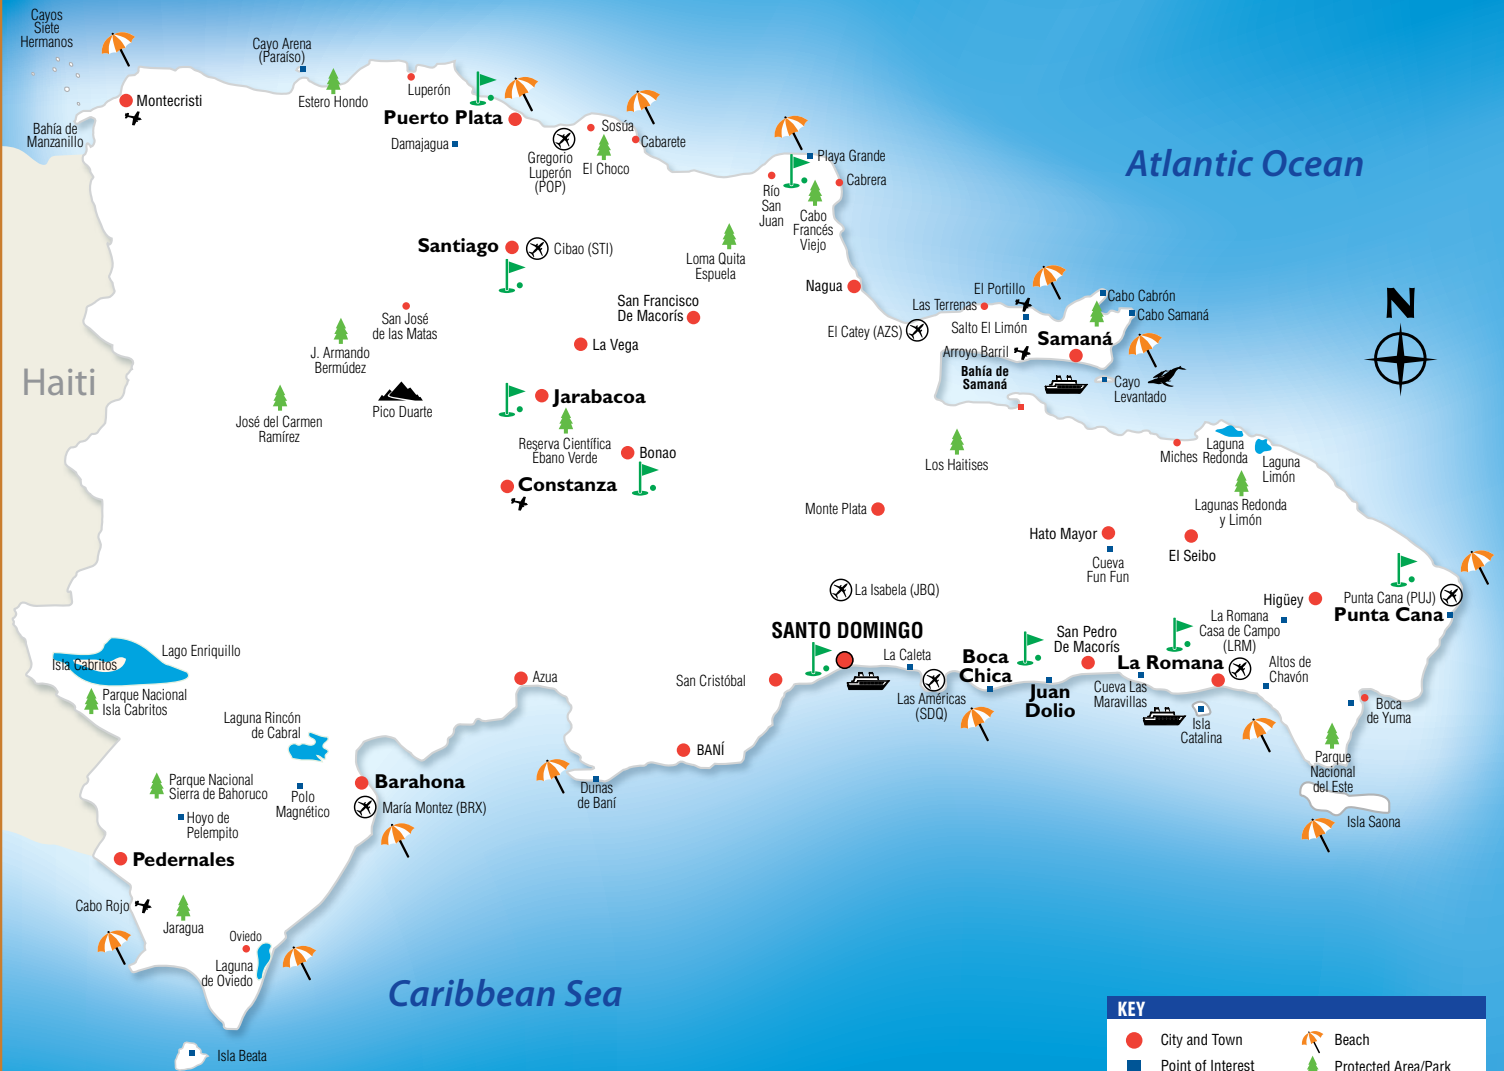 Cayos
Siete
Hermanos
Cayo Arena
(Paraíso)
Montecristi
Estero Hondo
Luperón
Puerto Plata
Bahía de
Manzanillo
Damajagua
Sosúa
Cabarete
Gregorio
Luperón
(POP)
El Choco
Playa Grande
Cabrera
Río
San
Juan
Cabo
Francés
Viejo
Atlantic Ocean
Santiago
Cibao (STI)
Loma Quita
Espuela
Nagua
San Francisco
De Macorís
San José
de las Matas
La Vega
J. Armando
Bermúdez
El Portillo
Las Terrenas
Cabo Cabrón
Cabo Samaná
El Catey (AZS)
Salto El Limón
Samaná
Arroyo Barril
Bahía de
Samaná
Cayo
Levantado
N
Haiti
Pico Duarte
Jarabacoa
José del Carmen
Ramírez
Reserva Científica
Ébano Verde
Bonao
Constanza
Los Haitises
Miches
Laguna
Redonda
Laguna
Limón
Lagunas Redonda
y Limón
Monte Plata
Hato Mayor
Cueva
Fun Fun
El Seibo
La Isabela (JBQ)
Higüey
Punta Cana (PUJ)
Punta Cana
La Romana
Casa de Campo
(LRM)
SANTO DOMINGO
La Caleta
Boca
Chica
San Pedro
De Macorís
La Romana
Altos de
Chavón
Isla Cabritos
Lago Enriquillo
Parque Nacional
Isla Cabritos
Azua
San Cristóbal
Las Américas
(SDQ)
Juan
Dolio
Cueva Las
Maravillas
Isla
Catalina
Boca
de Yuma
Laguna Rincón
de Cabral
BANÍ
Parque
Nacional
del Este
Parque Nacional
Sierra de Bahoruco
Polo
Magnético
Barahona
María Montez (BRX)
Dunas
de Baní
Hoyo de
Pelempito
Isla Saona
Pedernales
Cabo Rojo
Jaragua
Oviedo
Laguna
de Oviedo
Caribbean Sea
Isla Beata
KEY
City and Town
Beach
Point of Interest
Protected Area/Park